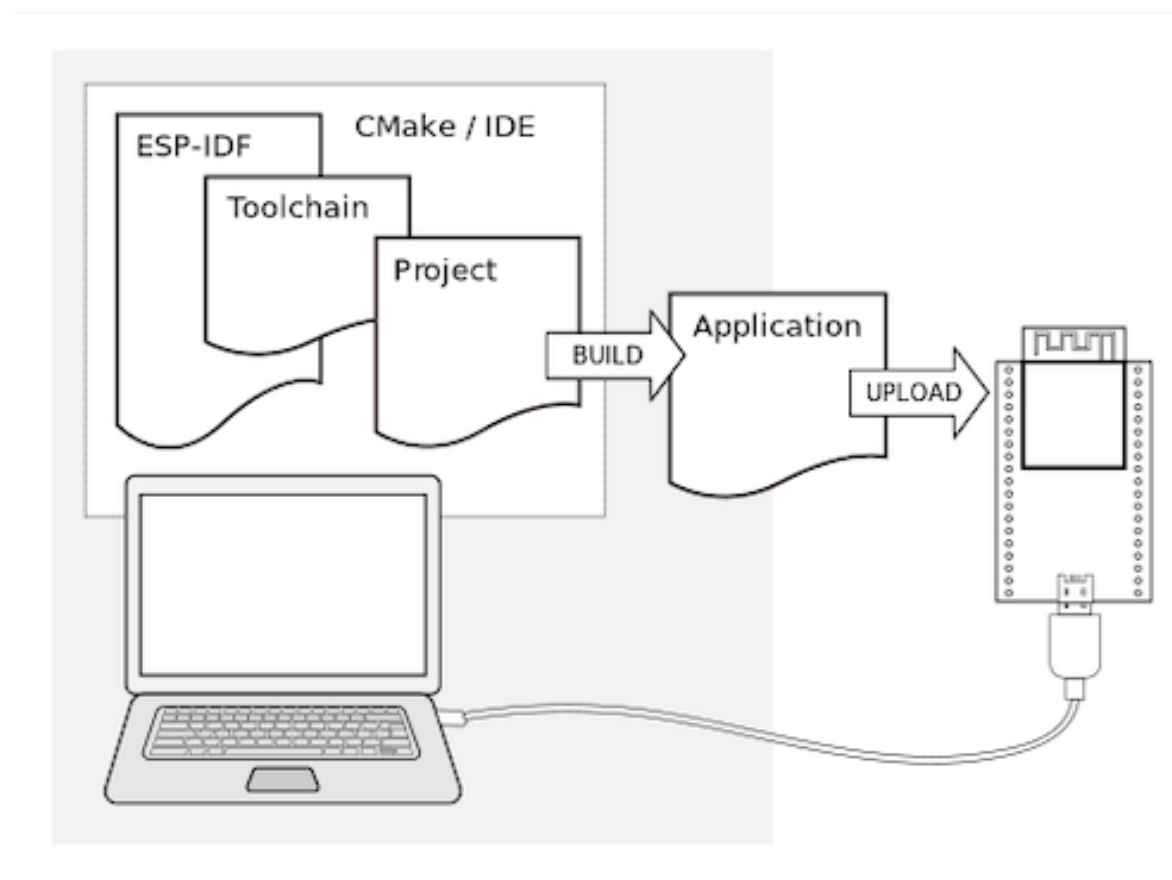 CMake / IDE
ESP-IDF
Toolchain
Project
BUILD
Application
UPLOAD